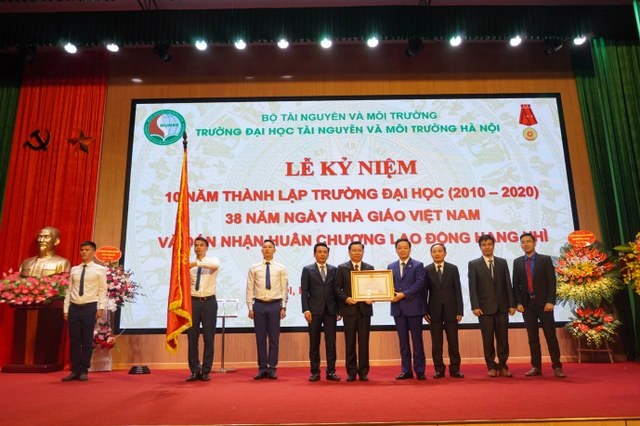 BỘ TÀI NGUYÊN VÀ MÔI TRƯỜNG
TRƯỜNG ĐẠI HỌC TÀI NGUYÊN VÀ MÔI TRƯỜNG HÀ NỘI
LỄ KỶ NIỆM
10 NĂM THÀNH LẬP TRƯỜNG ĐẠI HỌC (2010 - 2020)
38 NĂM NGÀY NHÀ GIÁO VIỆT NAM
VÀ ĐÓN NHẬN HUÂN CHƯƠNG LAO ĐỘNG HẠNG NHÌ